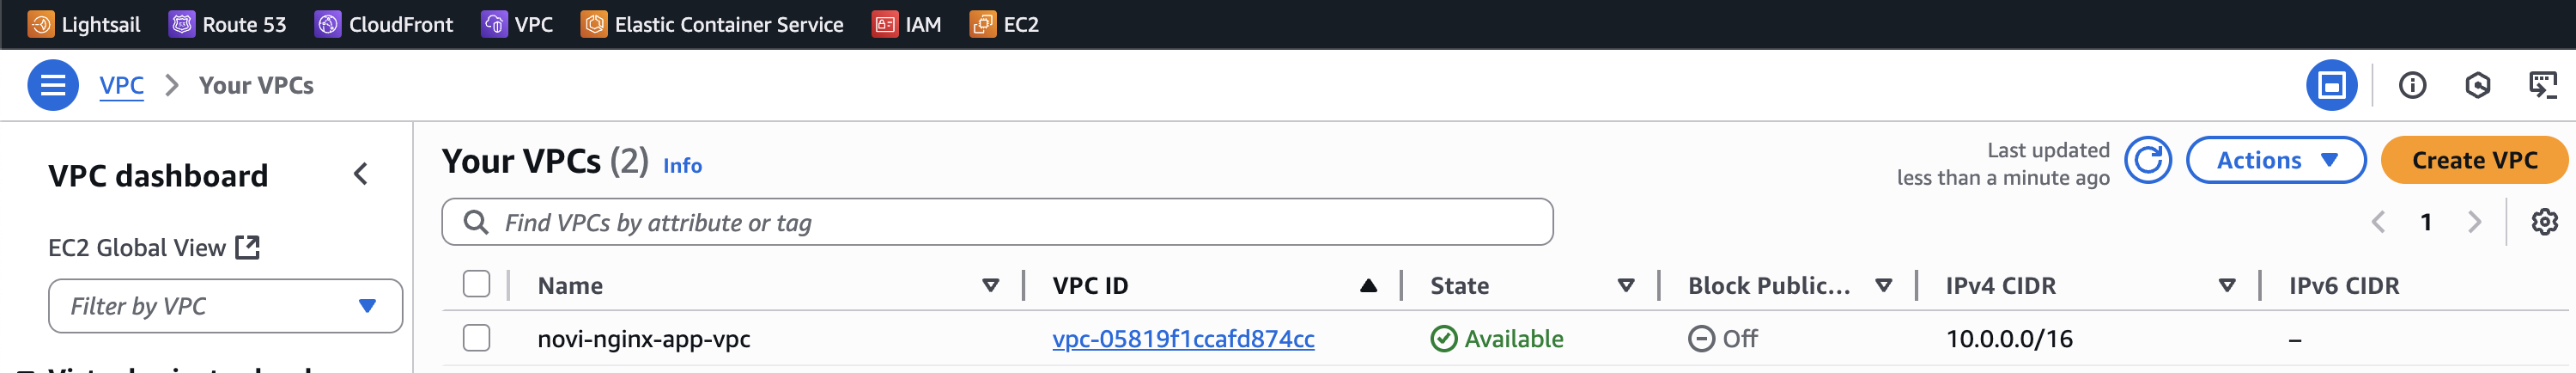 Lightsail Route 53 CloudFront VPC Elastic Container Service IAM EC2
VPC Your VPCs
VPC dashboard
EC2 Global View
Filter by VPC
Your VPCs (2) Info
Last updated
less than a minute ago
Actions
Create VPC
Find VPCs by attribute or tag
1
Name VPC ID State Block Public... IPv4 CIDR IPv6 CIDR
novi-nginx-app-vpc vpc-05819f1ccafd874cc Available Off 10.0.0.0/16 –